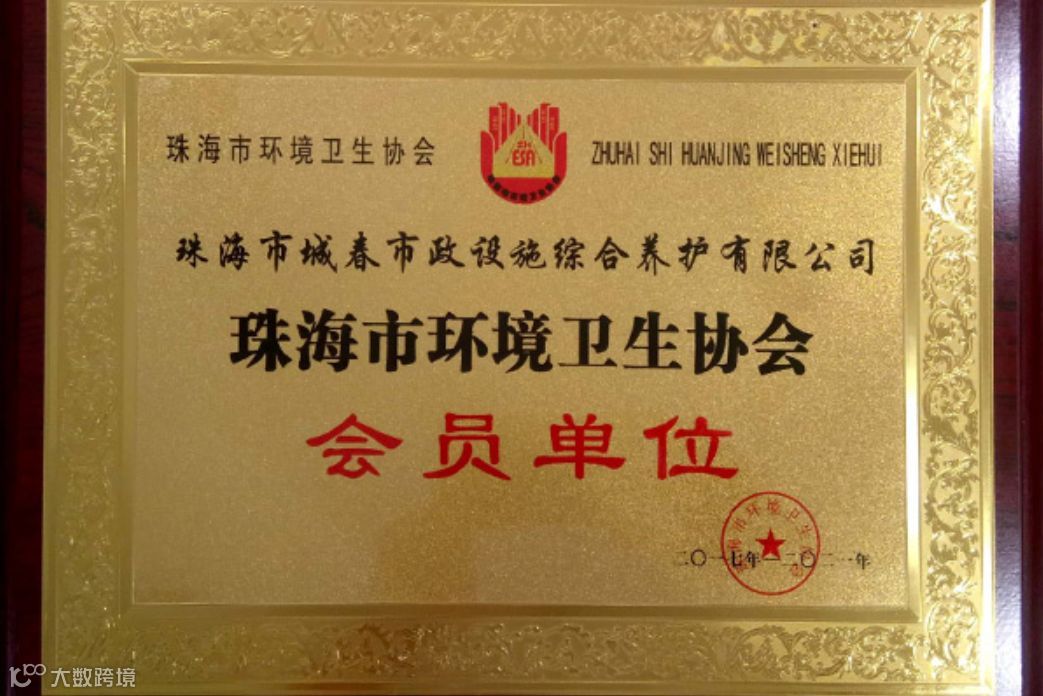 珠海市环境卫生协会
ZH
ESA
ZHUHAI SHI HUANJING WEISHENG XIEHUI
珠海市城春市政设施综合养护有限公司
珠海市环境卫生协会
会员单位
二〇一七年—二〇二一年
大数跨境